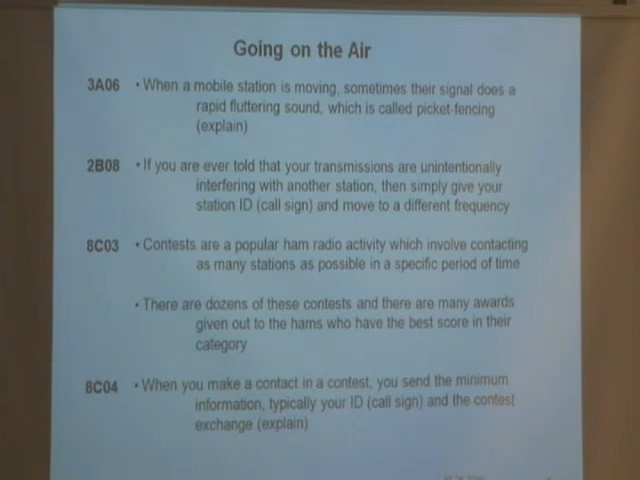 Going on the Air
3A06 • When a mobile station is moving, sometimes their signal does a
rapid fluttering sound, which is called picket-fencing
(explain)
2B08 • If you are ever told that your transmissions are unintentionally
interfering with another station, then simply give your
station ID (call sign) and move to a different frequency
8C03 • Contests are a popular ham radio activity which involve contacting
as many stations as possible in a specific period of time
• There are dozens of these contests and there are many awards
given out to the hams who have the best score in their
category
8C04 • When you make a contact in a contest, you send the minimum
information, typically your ID (call sign) and the contest
exchange (explain)